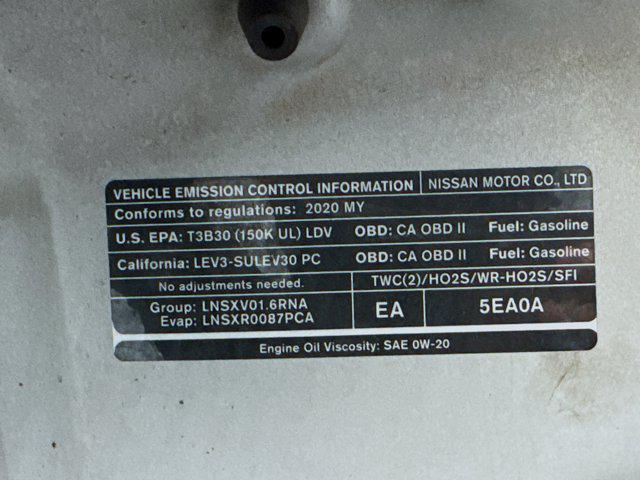 VEHICLE EMISSION CONTROL INFORMATION NISSAN MOTOR CO., LTD
Conforms to regulations: 2020 MY
U.S. EPA: T3B30 (150K UL) LDV OBD: CA OBD II Fuel: Gasoline
California: LEV3-SULEV30 PC OBD: CA OBD II Fuel: Gasoline
No adjustments needed. TWC(2)/HO2S/WR-HO2S/SFI
Group: LNSXV01.6RNA
Evap: LNSXR0087PCA
EA 5EA0A
Engine Oil Viscosity: SAE 0W-20